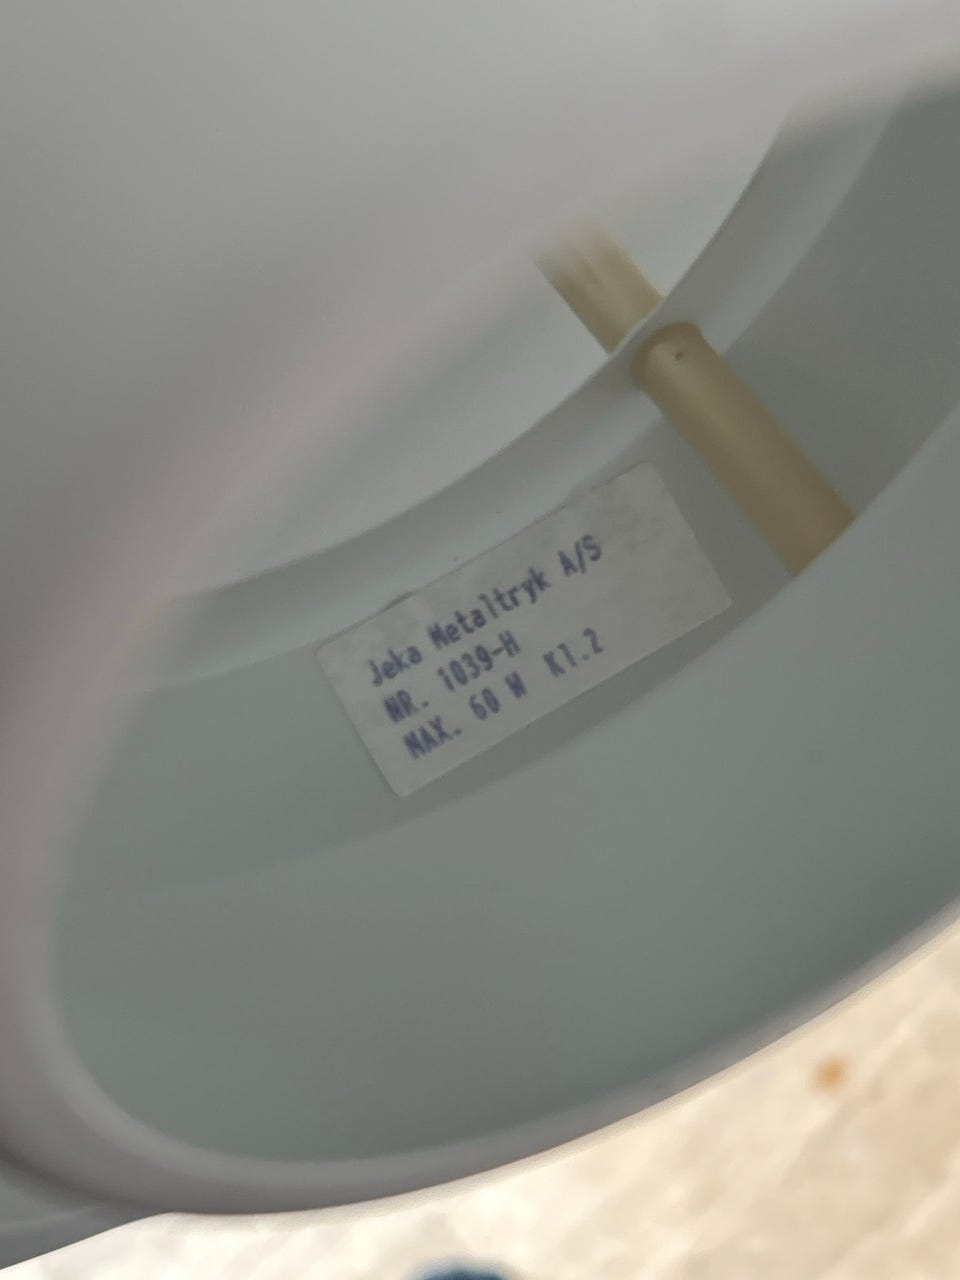 Jeka Metaltryk A/S
NR. 1039-H
MAX. 60 W Kl.2